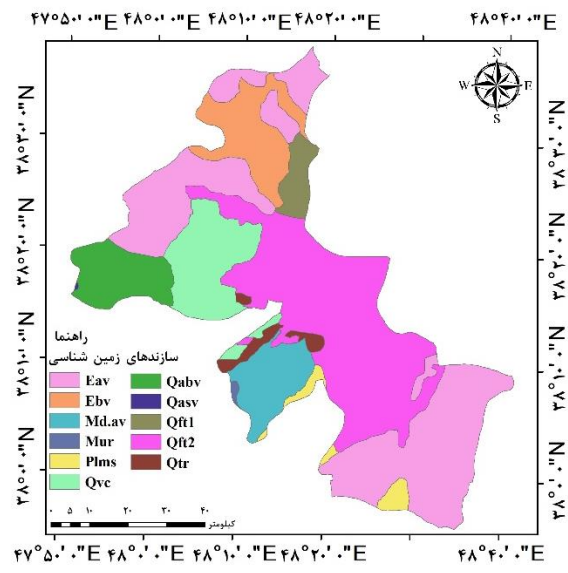 ۴۷°۵۰'۰"E ۴۸°۰'۰"E ۴۸°۱۰'۰"E ۴۸°۲۰'۰"E ۴۸°۴۰'۰"E
N
W E
S
۳۸°۳۰'۰"N
۳۸°۲۰'۰"N
۳۸°۱۰'۰"N
۳۸°۰'۰"N
راهنما
سازندهای زمین شناسی
Eav Qabv
Ebv Qasv
Md.av Qft1
Mur Qft2
Plms Qtr
Qvc
۰ ۵ ۱۰ ۲۰ ۳۰ ۴۰
کیلومتر
۴۷°۵۰'۰"E ۴۸°۰'۰"E ۴۸°۱۰'۰"E ۴۸°۲۰'۰"E ۴۸°۴۰'۰"E